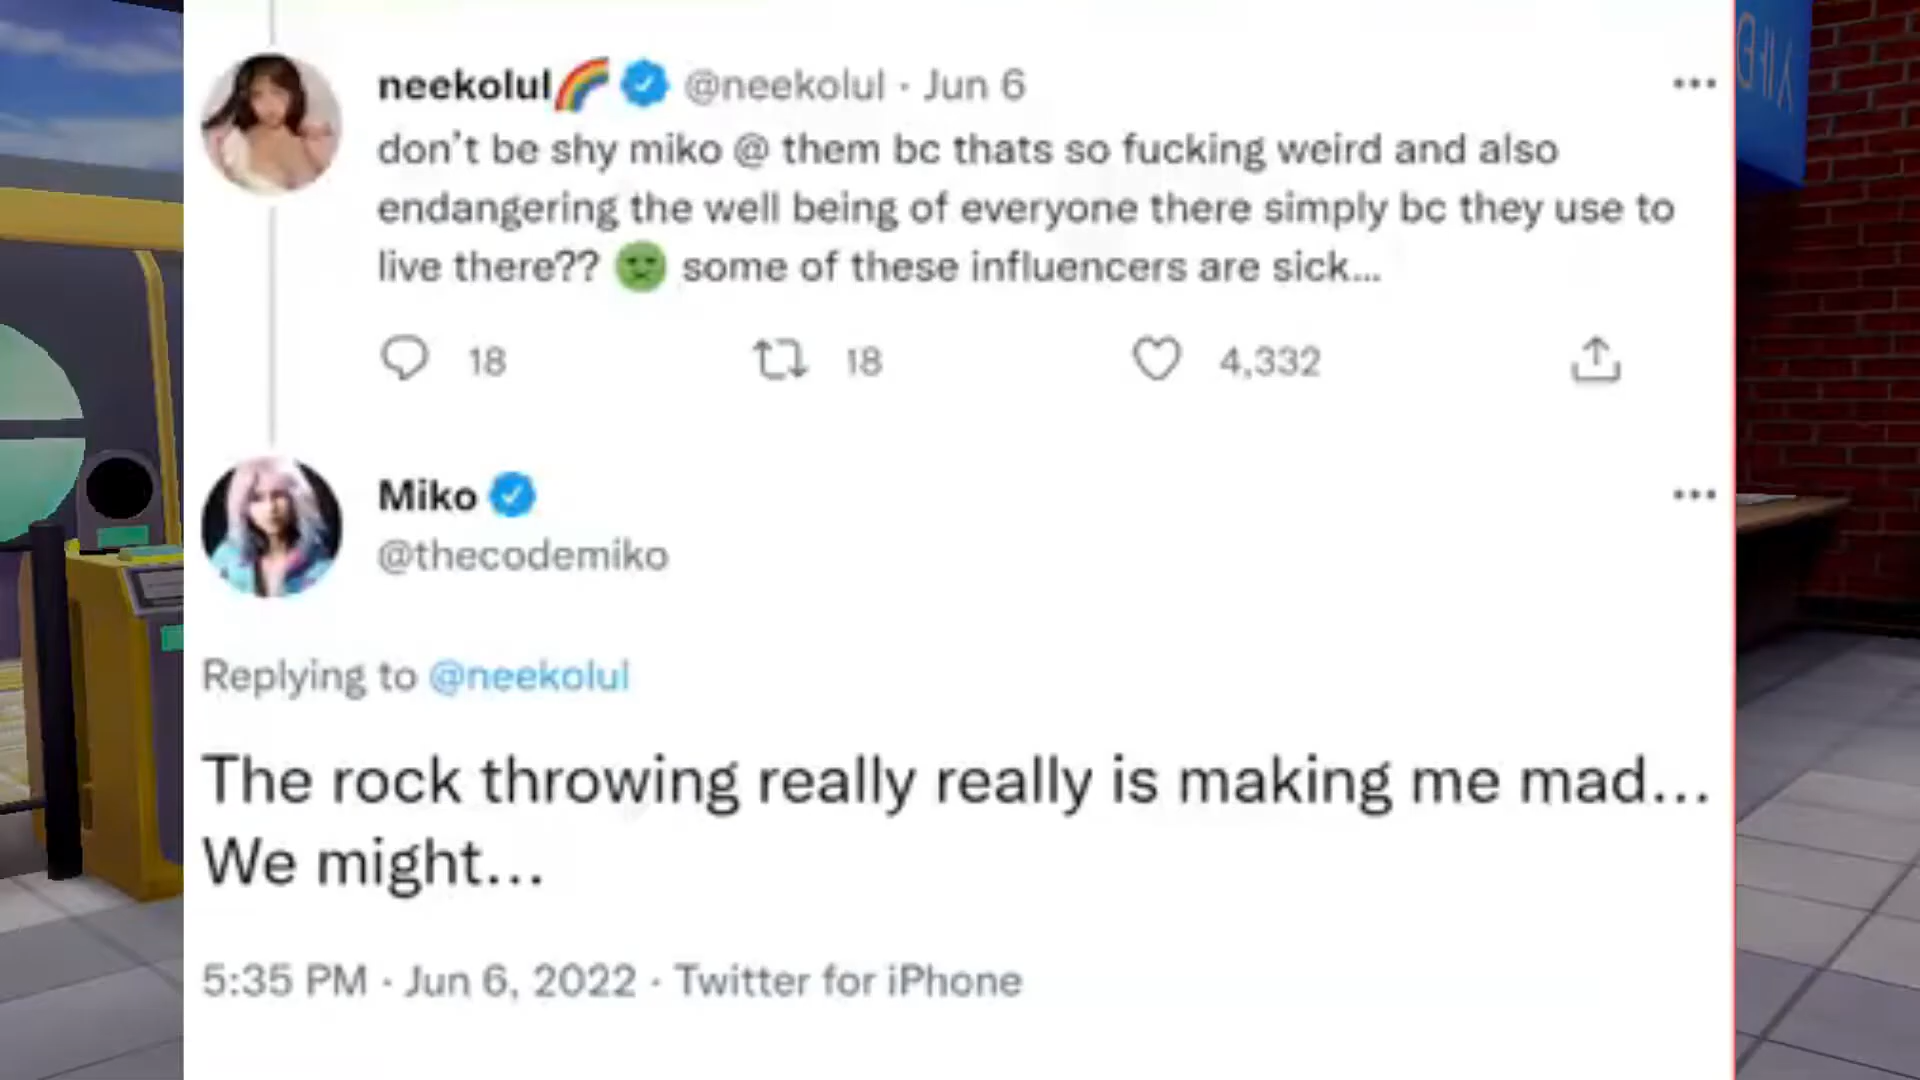 neekolul🌈 @neekolul · Jun 6
don't be shy miko @ them bc thats so fucking weird and also
endangering the well being of everyone there simply bc they use to
live there?? 🤢 some of these influencers are sick...
18 18 4,332
Miko
@thecodemiko
Replying to @neekolul
The rock throwing really really is making me mad...
We might...
5:35 PM · Jun 6, 2022 · Twitter for iPhone